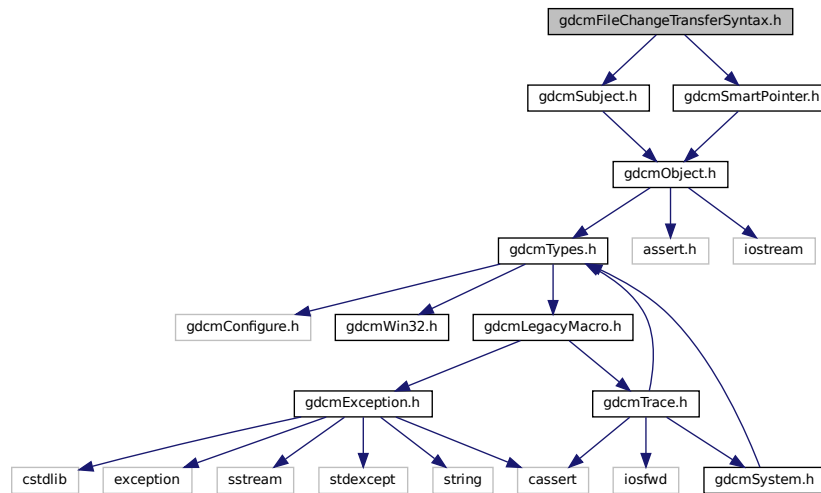 gdcmFileChangeTransferSyntax.h
gdcmSubject.h
gdcmSmartPointer.h
gdcmObject.h
gdcmTypes.h
assert.h
iostream
gdcmConfigure.h
gdcmWin32.h
gdcmLegacyMacro.h
gdcmException.h
gdcmTrace.h
cstdlib
exception
sstream
stdexcept
string
cassert
iosfwd
gdcmSystem.h